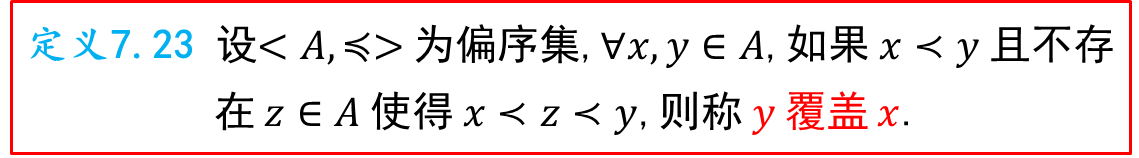 定义7.23 设< A,≼> 为偏序集, ∀x, y ∈ A, 如果 x ≺ y 且不存
在 z ∈ A 使得 x ≺ z ≺ y, 则称 y 覆盖 x.